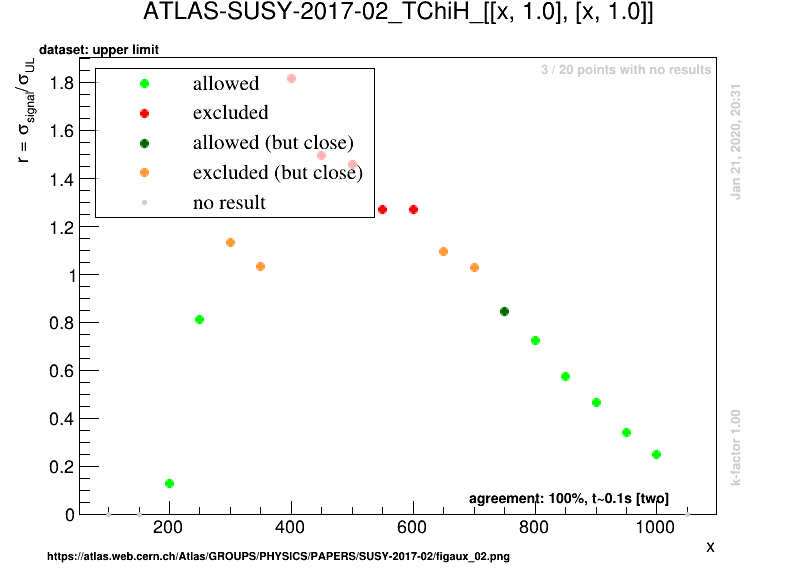 ATLAS-SUSY-2017-02_TChiH_[[x, 1.0], [x, 1.0]]
dataset: upper limit
3 / 20 points with no results
r = σsignal/σUL
allowed
excluded
allowed (but close)
excluded (but close)
no result
1.8
1.6
1.4
1.2
1
0.8
0.6
0.4
0.2
0
200
400
600
800
1000
x
agreement: 100%, t~0.1s [two]
Jan 21, 2020, 20:31
k-factor 1.00
https://atlas.web.cern.ch/Atlas/GROUPS/PHYSICS/PAPERS/SUSY-2017-02/figaux_02.png